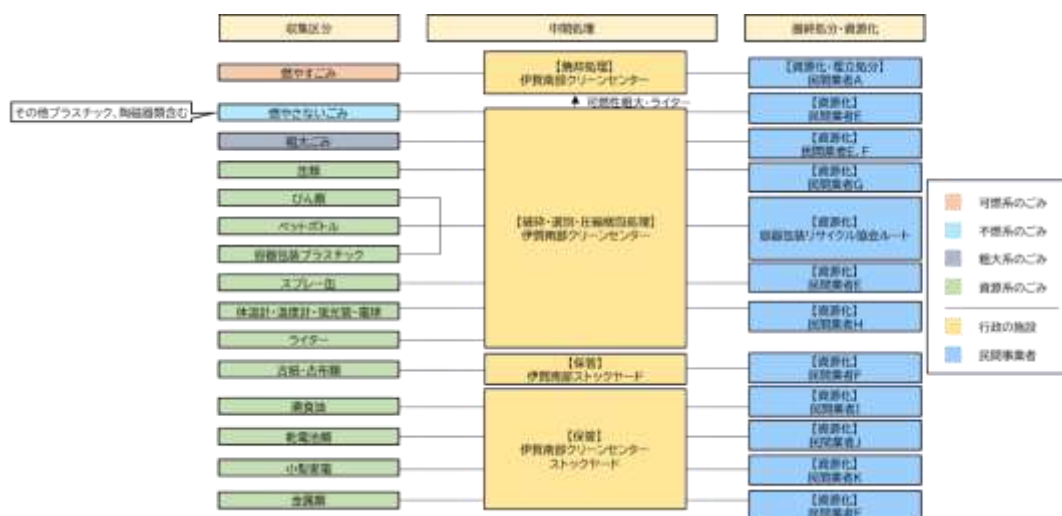 収集区分
中間処理
最終処分・資源化
燃やすごみ
【焼却処理】
伊賀南部クリーンセンター
【資源化・埋立処分】
民間業者A
可燃性粗大・ライター
その他プラスチック、陶磁器類含む
燃やさないごみ
【資源化】
民間業者E
粗大ごみ
【資源化】
民間業者E, F
缶類
【資源化】
民間業者G
びん類
ペットボトル
容器包装プラスチック
【破砕・選別・圧縮梱包処理】
伊賀南部クリーンセンター
【資源化】
容器包装リサイクル協会ルート
スプレー缶
【資源化】
民間業者E
体温計・温度計・蛍光管・電球
【資源化】
民間業者H
ライター
古紙・古布類
【保管】
伊賀南部ストックヤード
【資源化】
民間業者F
廃食油
【資源化】
民間業者I
乾電池類
【保管】
伊賀南部クリーンセンター
ストックヤード
【資源化】
民間業者J
小型家電
【資源化】
民間業者K
金属類
【資源化】
民間業者E
可燃系のごみ
不燃系のごみ
粗大系のごみ
資源系のごみ
行政の施設
民間事業者